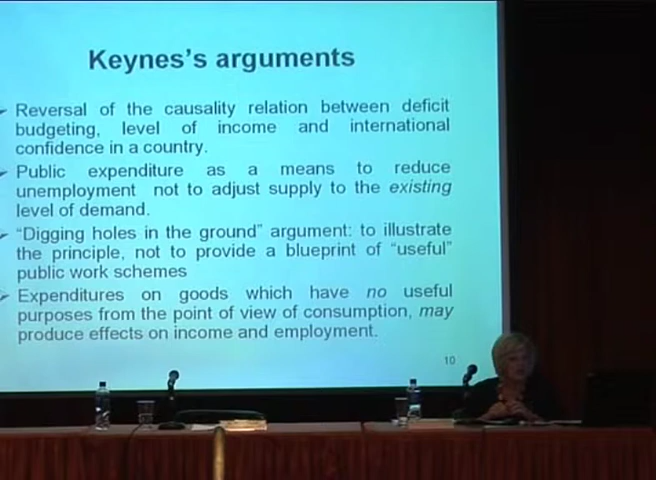 Keynes's arguments
Reversal of the causality relation between deficit
budgeting, level of income and international
confidence in a country.
Public expenditure as a means to reduce
unemployment not to adjust supply to the existing
level of demand.
"Digging holes in the ground" argument: to illustrate
the principle, not to provide a blueprint of "useful"
public work schemes
Expenditures on goods which have no useful
purposes from the point of view of consumption, may
produce effects on income and employment.
10